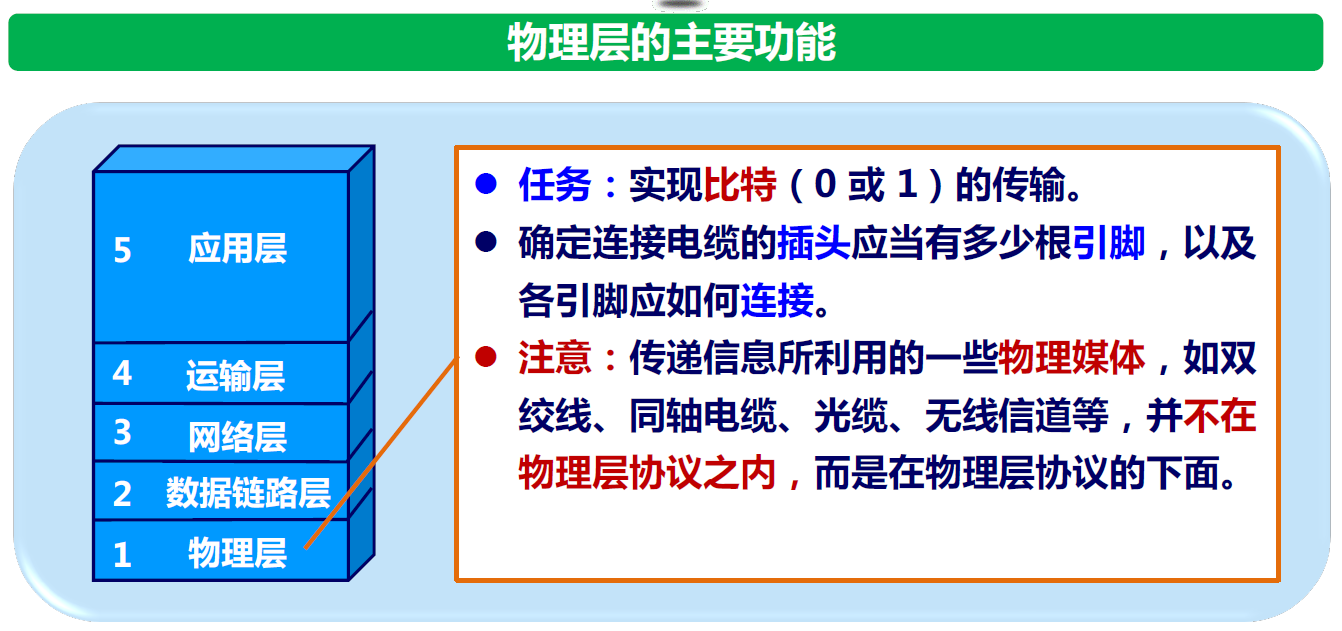 物理层的主要功能
5 应用层
4 运输层
3 网络层
2 数据链路层
1 物理层
任务：实现比特（0 或 1）的传输。
确定连接电缆的插头应当有多少根引脚，以及
各引脚应如何连接。
注意：传递信息所利用的一些物理媒体，如双
绞线、同轴电缆、光缆、无线信道等，并不在
物理层协议之内，而是在物理层协议的下面。